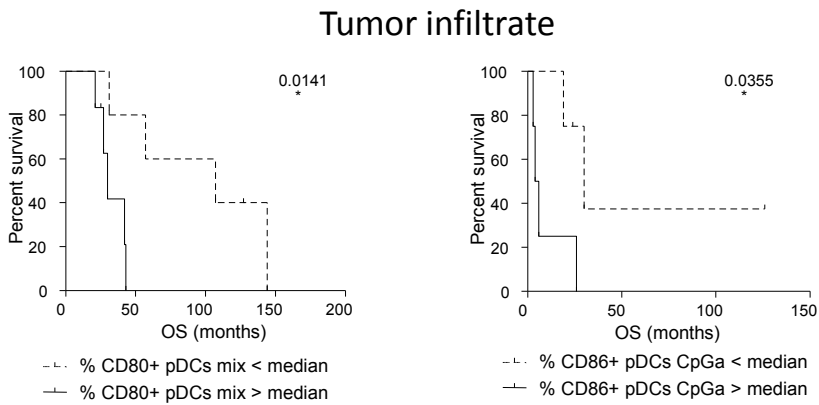 Tumor infiltrate
0.0141
*
100
80
60
40
20
0
Percent survival
0 50 100 150 200
OS (months)
% CD80+ pDCs mix < median
% CD80+ pDCs mix > median
0.0355
*
100
80
60
40
20
0
Percent survival
0 50 100 150
OS (months)
% CD86+ pDCs CpGa < median
% CD86+ pDCs CpGa > median